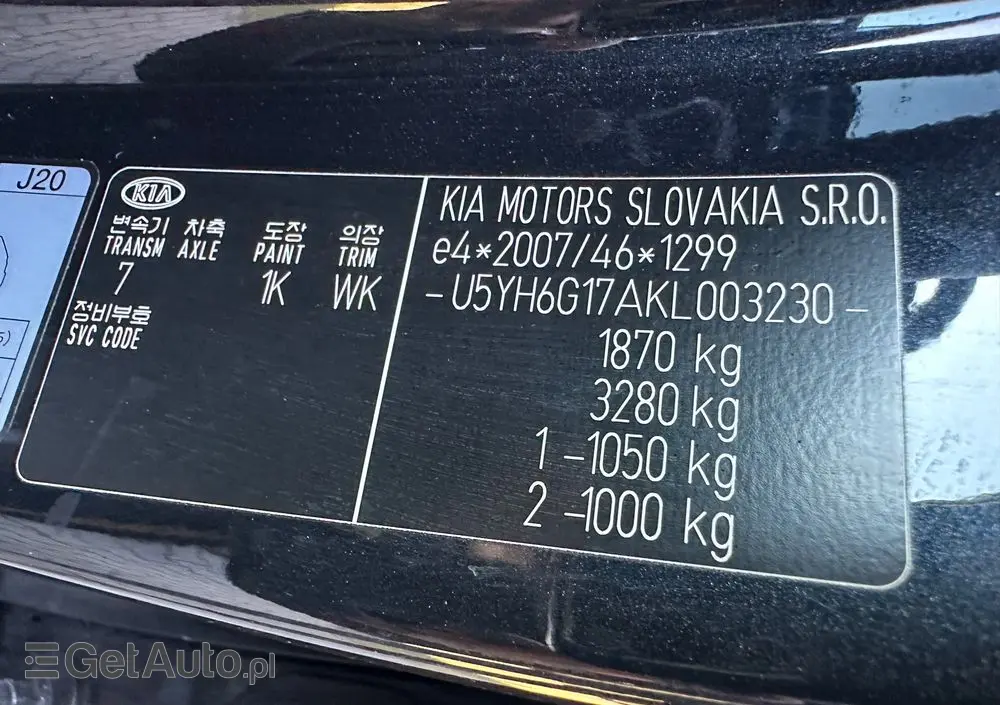 J20
KIA
변속기 차축 도장 의장
TRANSM AXLE PAINT TRIM
7 1K WK
정비부호
SVC CODE
KIA MOTORS SLOVAKIA S.R.O.
e4*2007/46*1299
-U5YH6G17AKL003230-
1870 kg
3280 kg
1-1050 kg
2-1000 kg
GetAuto.pl